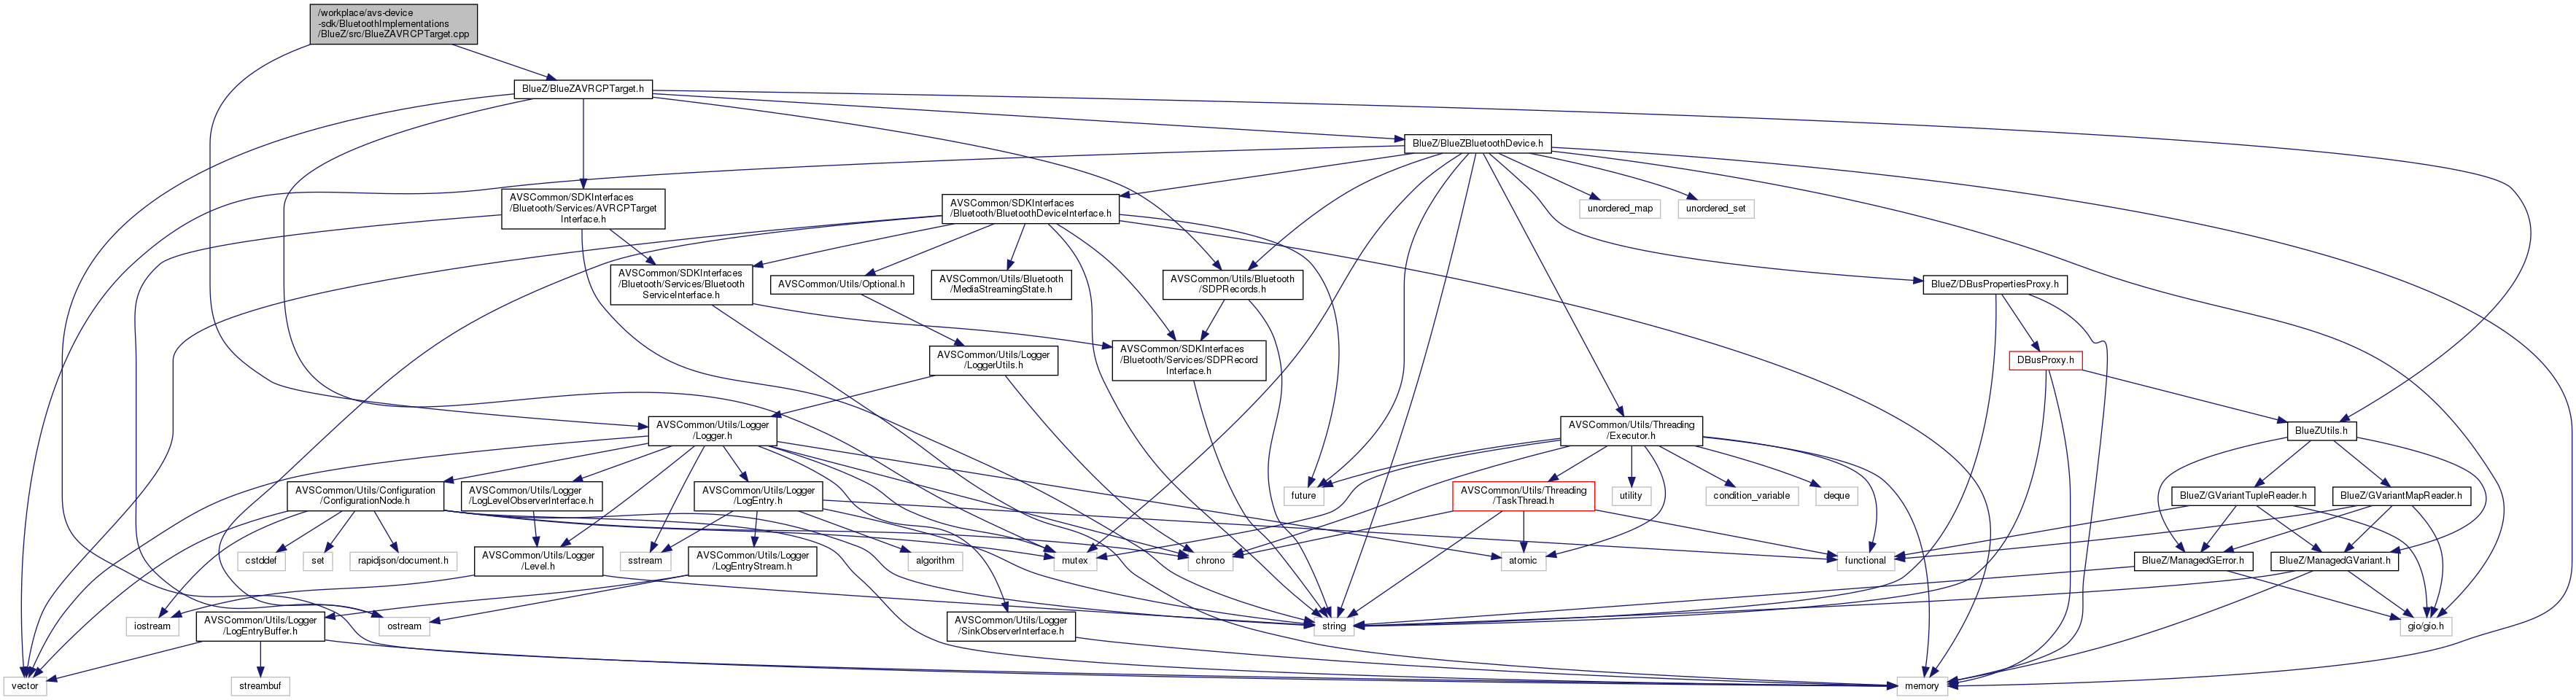 /workplace/avs-device
-sdk/BluetoothImplementations
/BlueZ/src/BlueZAVRCPTarget.cpp
BlueZ/BlueZAVRCPTarget.h
BlueZ/BlueZBluetoothDevice.h
AVSCommon/SDKInterfaces
/Bluetooth/Services/AVRCPTarget
Interface.h
AVSCommon/SDKInterfaces
/Bluetooth/BluetoothDeviceInterface.h
unordered_map
unordered_set
AVSCommon/SDKInterfaces
/Bluetooth/Services/Bluetooth
ServiceInterface.h
AVSCommon/Utils/Optional.h
AVSCommon/Utils/Bluetooth
/MediaStreamingState.h
AVSCommon/Utils/Bluetooth
/SDPRecords.h
BlueZ/DBusPropertiesProxy.h
AVSCommon/Utils/Logger
/LoggerUtils.h
AVSCommon/SDKInterfaces
/Bluetooth/Services/SDPRecord
Interface.h
DBusProxy.h
AVSCommon/Utils/Logger
/Logger.h
AVSCommon/Utils/Threading
/Executor.h
BlueZUtils.h
AVSCommon/Utils/Configuration
/ConfigurationNode.h
AVSCommon/Utils/Logger
/LogLevelObserverInterface.h
AVSCommon/Utils/Logger
/LogEntry.h
future
AVSCommon/Utils/Threading
/TaskThread.h
utility
condition_variable
deque
BlueZ/GVariantTupleReader.h
BlueZ/GVariantMapReader.h
cstddef
set
rapidjson/document.h
AVSCommon/Utils/Logger
/Level.h
sstream
AVSCommon/Utils/Logger
/LogEntryStream.h
algorithm
mutex
chrono
atomic
functional
BlueZ/ManagedGError.h
BlueZ/ManagedGVariant.h
iostream
AVSCommon/Utils/Logger
/LogEntryBuffer.h
ostream
AVSCommon/Utils/Logger
/SinkObserverInterface.h
string
gio/gio.h
vector
streambuf
memory